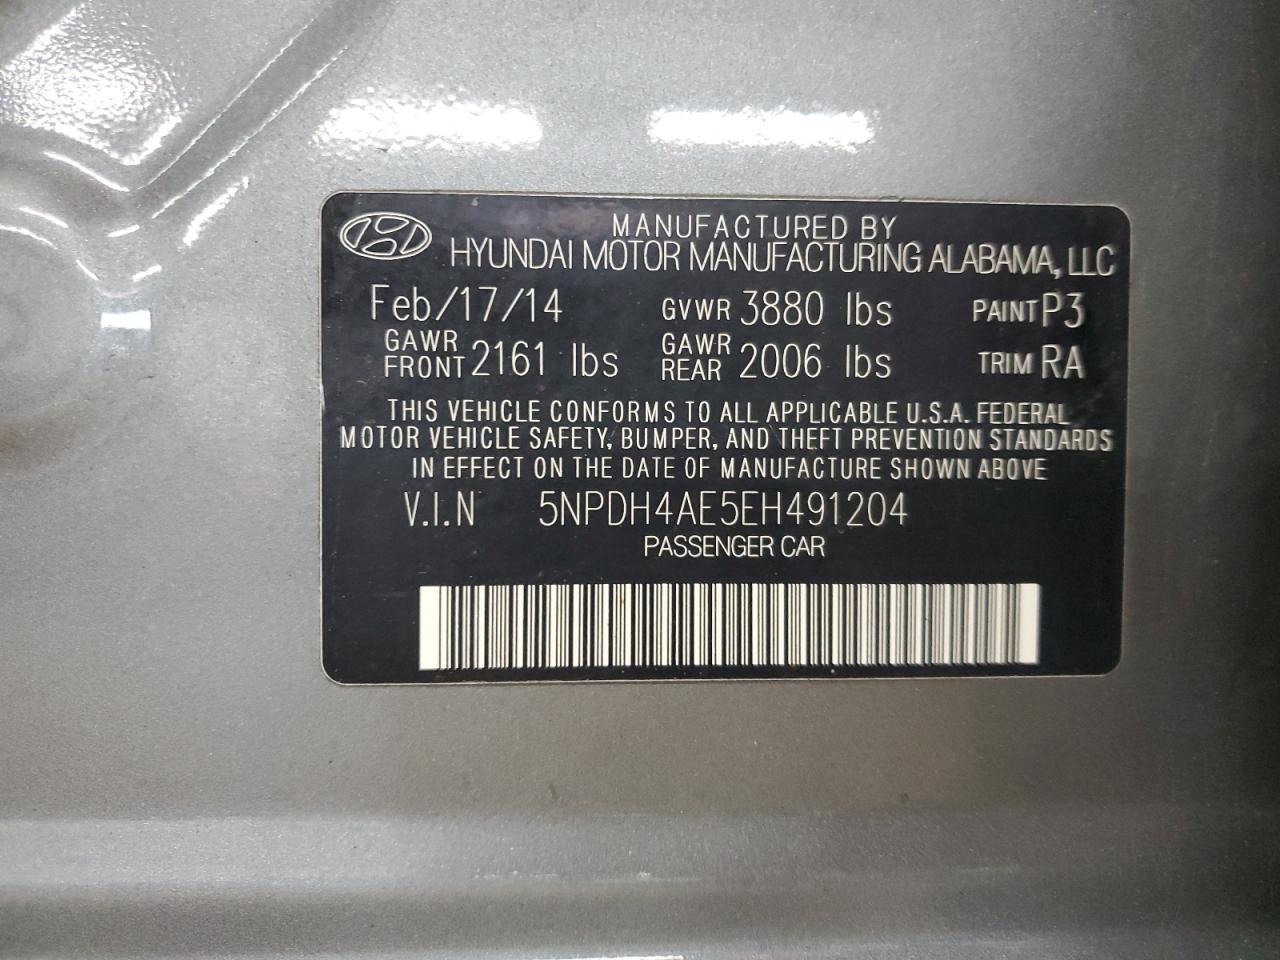 MANUFACTURED BY
HYUNDAI MOTOR MANUFACTURING ALABAMA, LLC
Feb/17/14 GVWR 3880 lbs PAINT P3
GAWR FRONT 2161 lbs GAWR REAR 2006 lbs TRIM RA
THIS VEHICLE CONFORMS TO ALL APPLICABLE U.S.A. FEDERAL
MOTOR VEHICLE SAFETY, BUMPER, AND THEFT PREVENTION STANDARDS
IN EFFECT ON THE DATE OF MANUFACTURE SHOWN ABOVE
V.I.N 5NPDH4AE5EH491204
PASSENGER CAR